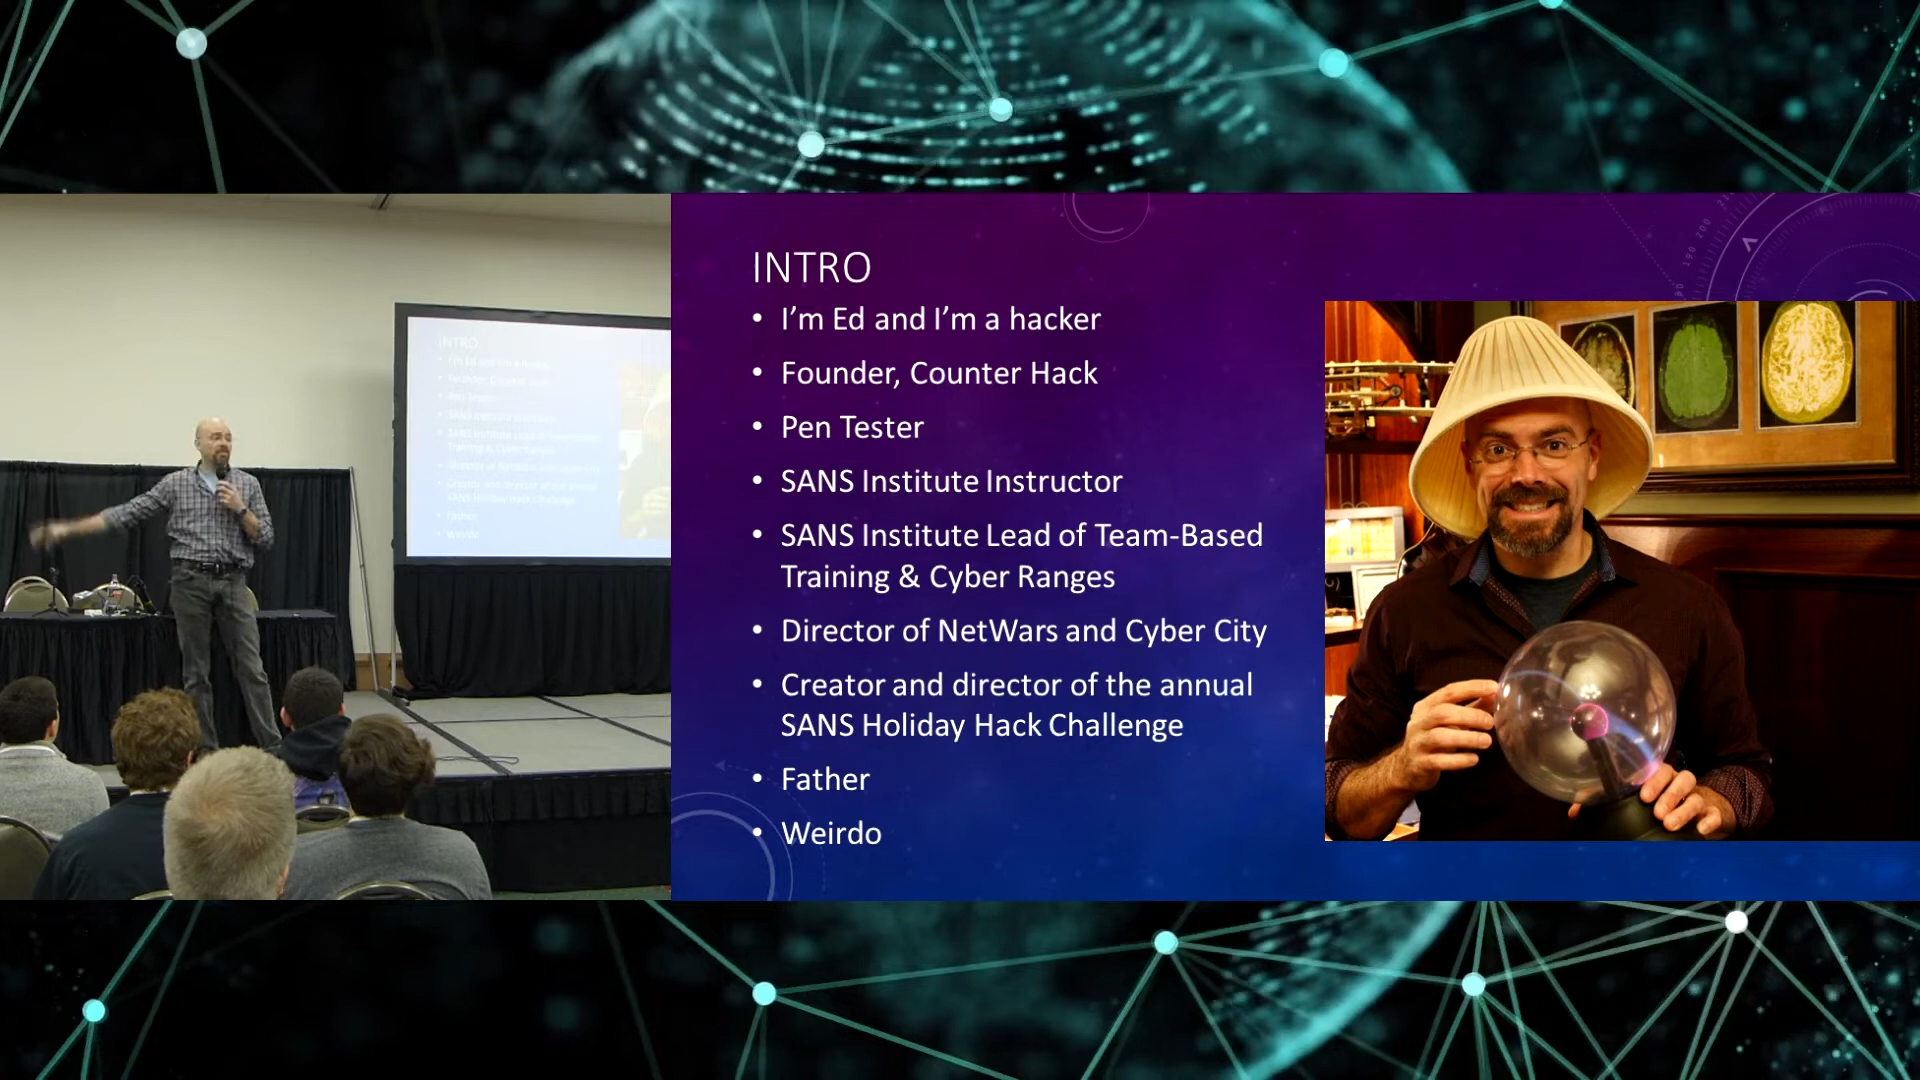 INTRO
• I'm Ed and I'm a hacker
• Founder, Counter Hack
• Pen Tester
• SANS Institute Instructor
• SANS Institute Lead of Team-Based
Training & Cyber Ranges
• Director of NetWars and Cyber City
• Creator and director of the annual
SANS Holiday Hack Challenge
• Father
• Weirdo